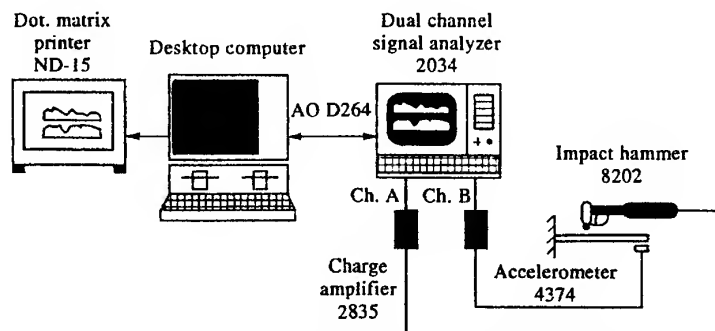 Dot. matrix
printer
ND-15
Desktop computer
Dual channel
signal analyzer
2034
AO D264
Impact hammer
8202
Ch. A
Ch. B
Charge
amplifier
2835
Accelerometer
4374